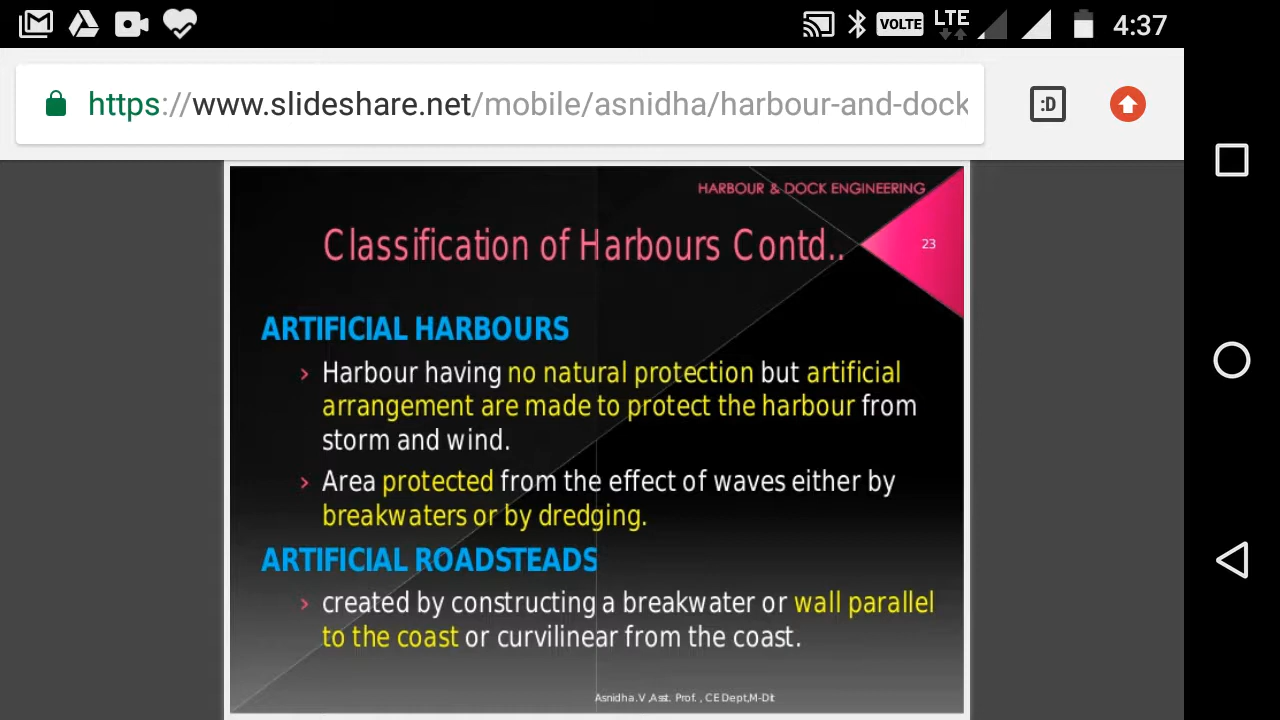 VOLTE LTE 4:37
https://www.slideshare.net/mobile/asnidha/harbour-and-dock :D
HARBOUR & DOCK ENGINEERING
Classification of Harbours Contd..
23
ARTIFICIAL HARBOURS
› Harbour having no natural protection but artificial
arrangement are made to protect the harbour from
storm and wind.
› Area protected from the effect of waves either by
breakwaters or by dredging.
ARTIFICIAL ROADSTEADS
› created by constructing a breakwater or wall parallel
to the coast or curvilinear from the coast.
Asnidha.V,Asst. Prof. , CE Dept,M-Dit